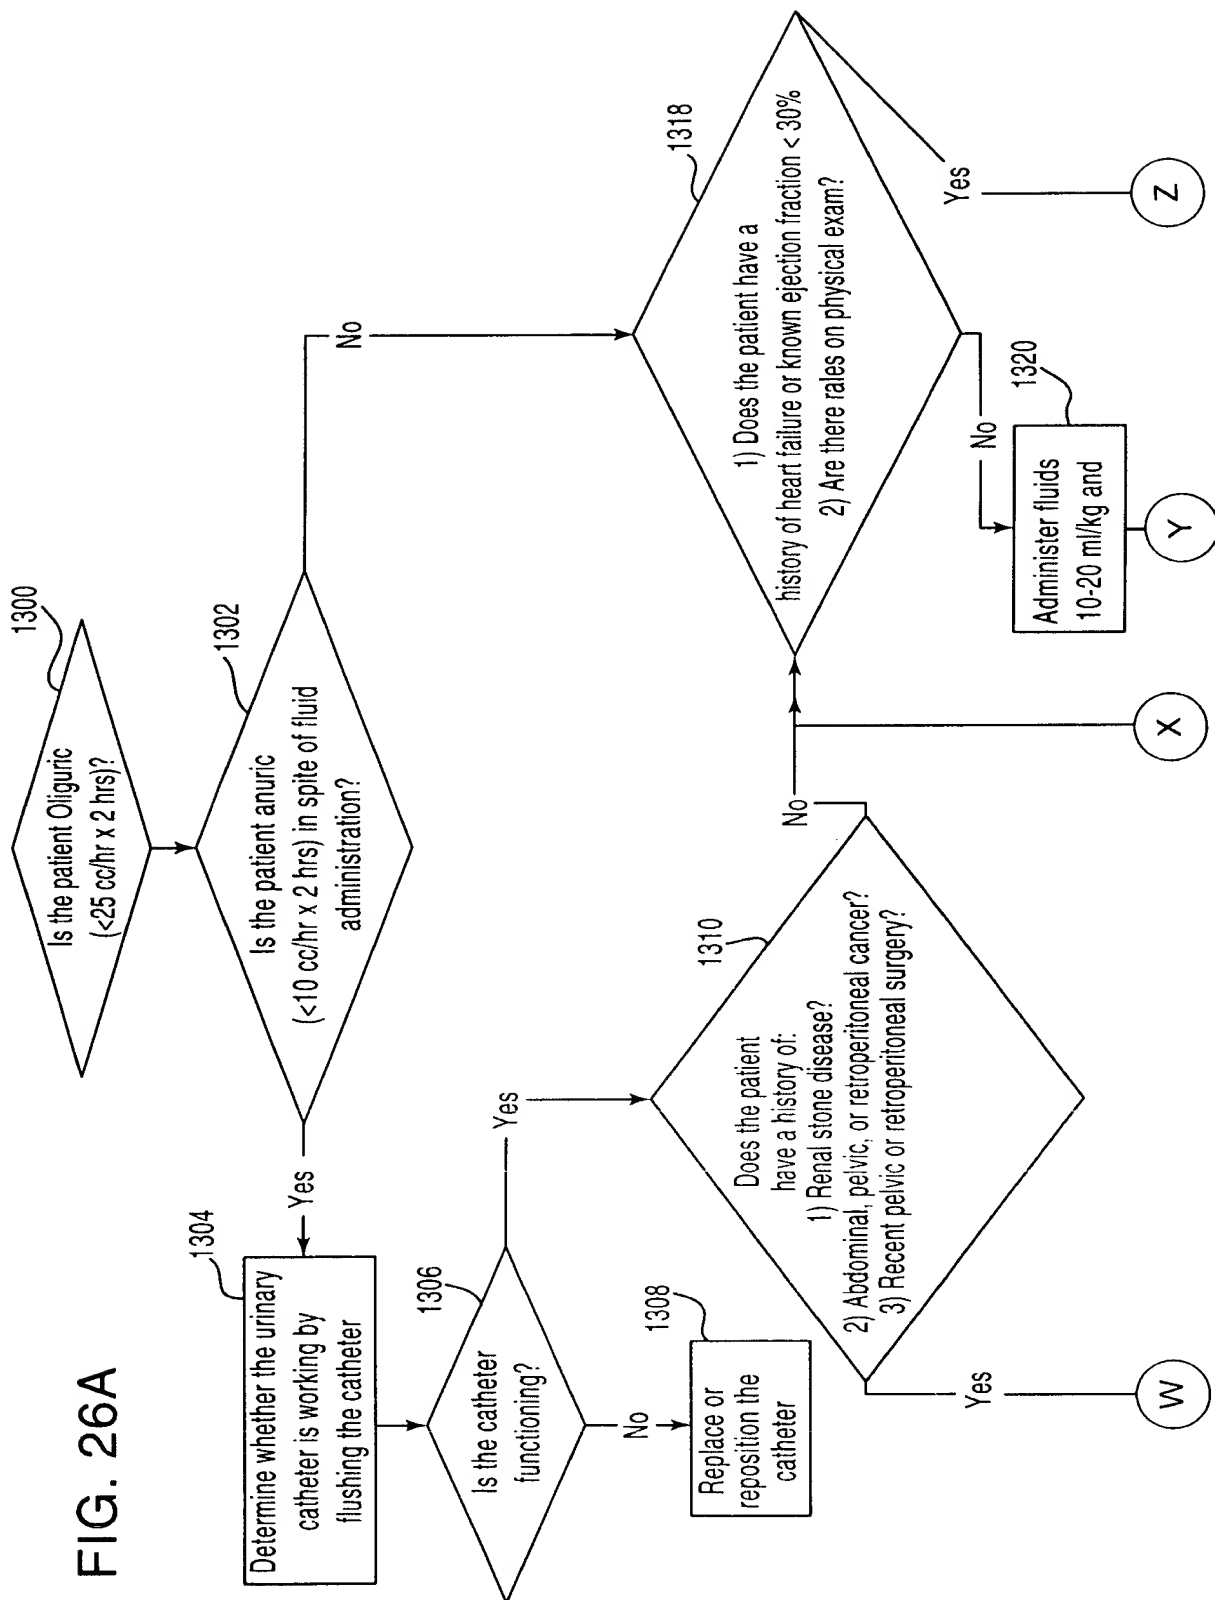 FIG. 26A
1300
Is the patient Oliguric
(<25 cc/hr x 2 hrs)?
1302
Is the patient anuric
(<10 cc/hr x 2 hrs) in spite of fluid
administration?
Yes
No
1304
Determine whether the urinary
catheter is working by
flushing the catheter
1306
Is the catheter
functioning?
Yes
No
1308
Replace or
reposition the
catheter
1310
Does the patient
have a history of:
1) Renal stone disease?
2) Abdominal, pelvic, or retroperitoneal cancer?
3) Recent pelvic or retroperitoneal surgery?
No
Yes
1318
1) Does the patient have a
history of heart failure or known ejection fraction < 30%
2) Are there rales on physical exam?
No
Yes
1320
Administer fluids
10-20 ml/kg and
W
X
Y
Z